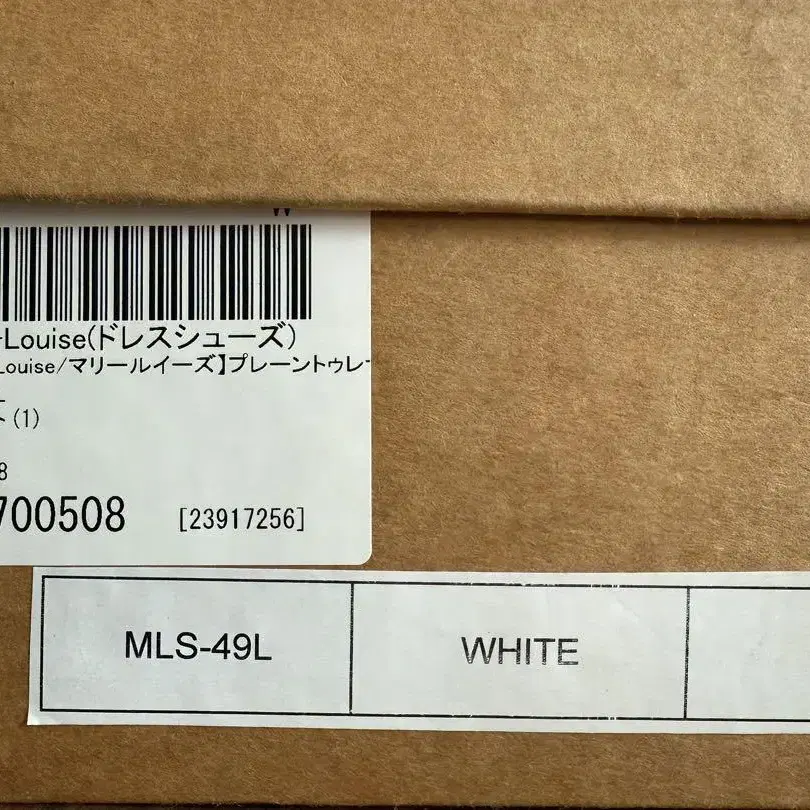 W
-Louise(ドレスシューズ)
Louise/マリールイーズ】プレーントゥレ
(1)
8
700508 [23917256]
MLS-49L WHITE